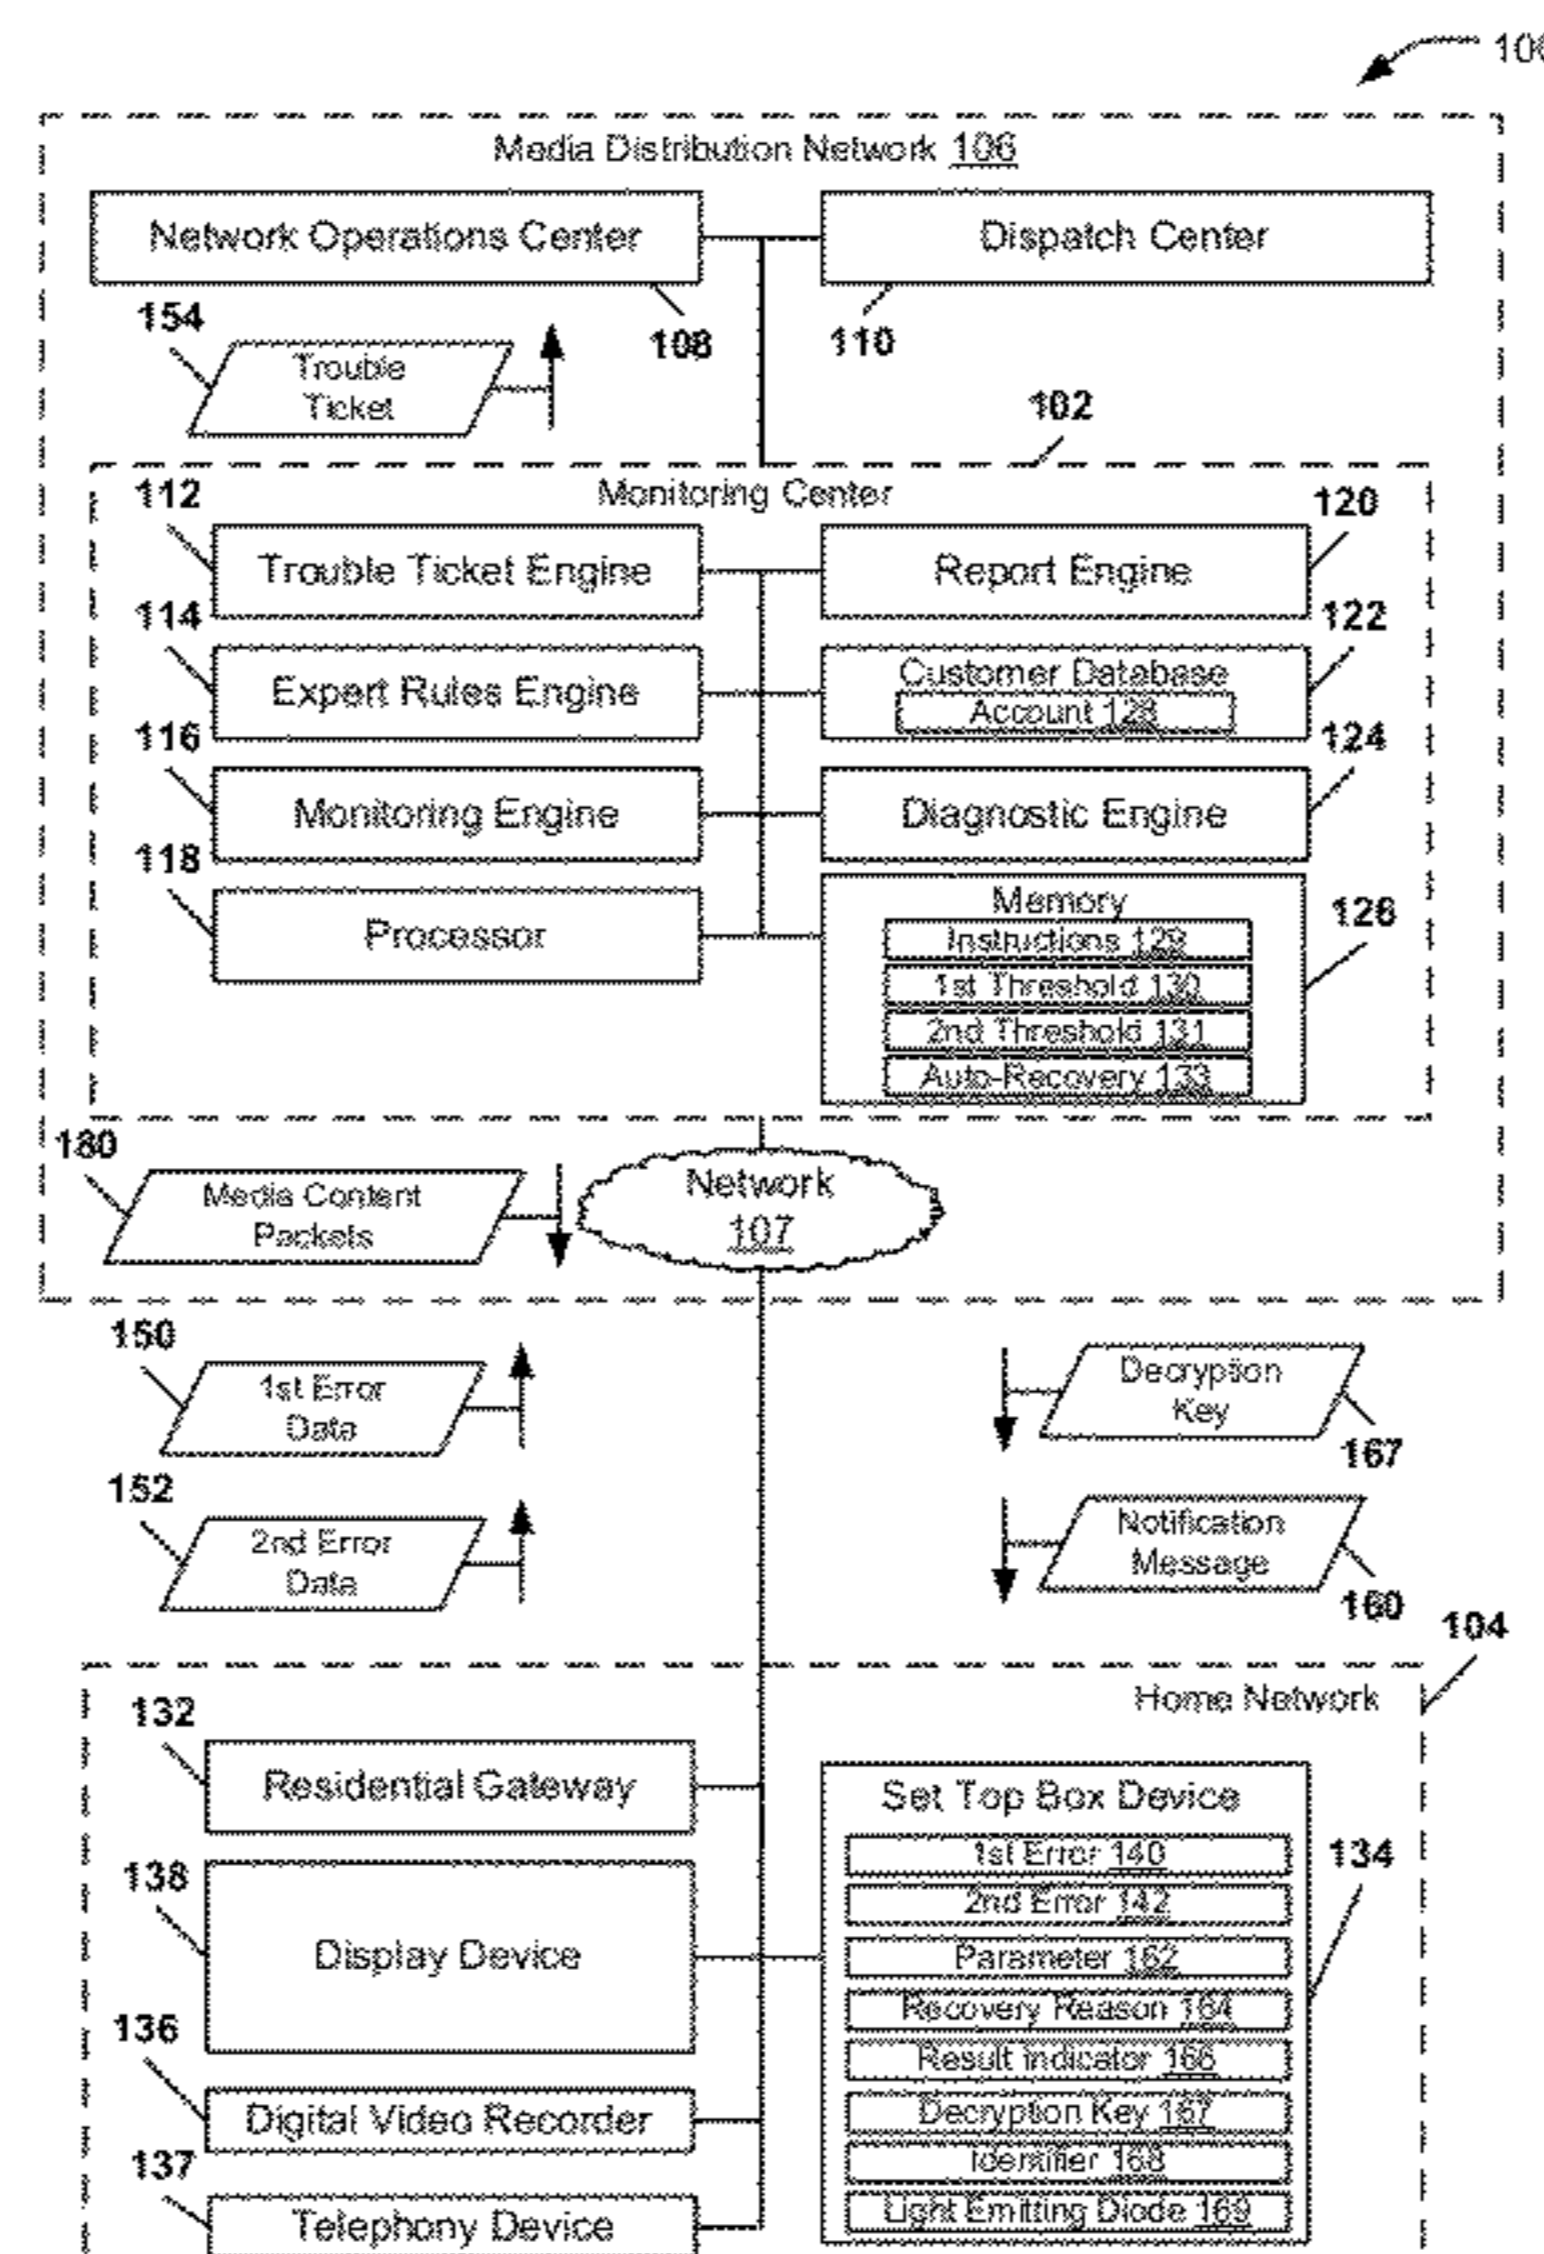 Media Distribution Network 106
Network Operations Center
Dispatch Center
154
108
110
Trouble
Ticket
102
Monitoring Center
112
120
Trouble Ticket Engine
Report Engine
114
122
Expert Rules Engine
Customer Database
Account 128
116
124
Monitoring Engine
Diagnostic Engine
118
126
Processor
Memory
Instructions 129
1st Threshold 130
2nd Threshold 131
Auto-Recovery 133
180
Media Content
Packets
Network
107
150
1st Error
Data
Decryption
Key
167
152
2nd Error
Data
Notification
Message
160
104
Home Network
132
Residential Gateway
Set Top Box Device
134
1st Error 140
2nd Error 142
Parameter 162
Recovery Reason 164
Result Indicator 166
Decryption Key 167
Identifier 168
Light Emitting Diode 169
138
Display Device
136
Digital Video Recorder
137
Telephony Device